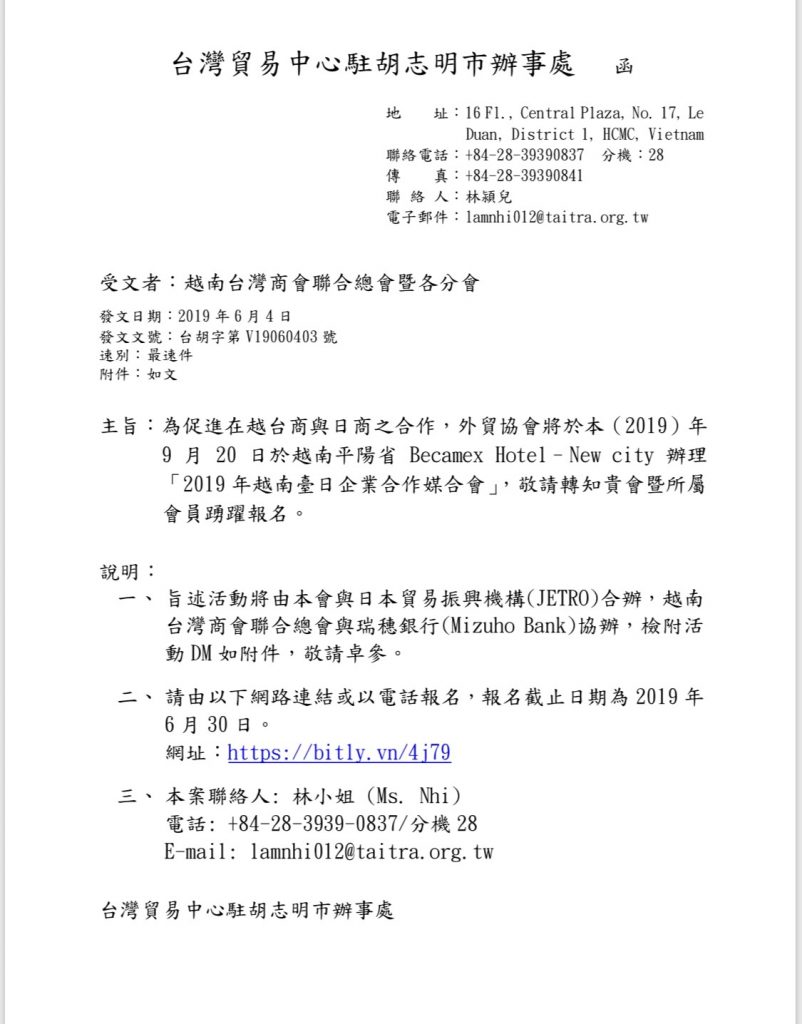 台灣貿易中心駐胡志明市辦事處 函
地 址：16 Fl., Central Plaza, No. 17, Le
Duan, District 1, HCMC, Vietnam
聯絡電話：+84-28-39390837 分機：28
傳 真：+84-28-39390841
聯 絡 人：林穎兒
電子郵件：lamnhi012@taitra.org.tw
受文者：越南台灣商會聯合總會暨各分會
發文日期：2019 年 6 月 4 日
發文文號：台胡字第 V19060403 號
速別：最速件
附件：如文
主旨：為促進在越台商與日商之合作，外貿協會將於本（2019）年
9 月 20 日於越南平陽省 Becamex Hotel–New city 辦理
「2019 年越南臺日企業合作媒合會」，敬請轉知貴會暨所屬
會員踴躍報名。
說明：
一、 旨述活動將由本會與日本貿易振興機構(JETRO)合辦，越南
台灣商會聯合總會與瑞穗銀行(Mizuho Bank)協辦，檢附活
動 DM 如附件，敬請卓參。
二、 請由以下網路連結或以電話報名，報名截止日期為 2019 年
6 月 30 日。
網址：https://bitly.vn/4j79
三、 本案聯絡人: 林小姐 (Ms. Nhi)
電話: +84-28-3939-0837/分機 28
E-mail: lamnhi012@taitra.org.tw
台灣貿易中心駐胡志明市辦事處